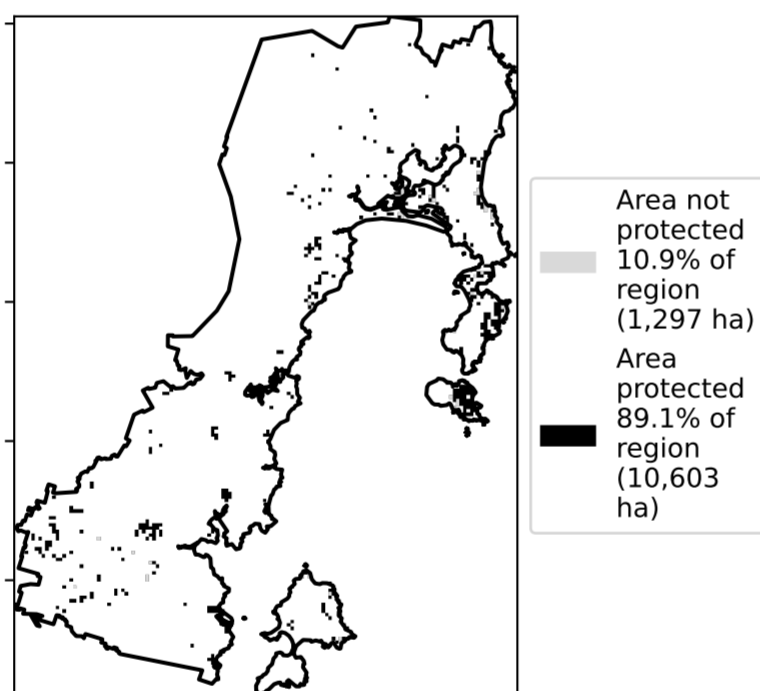 Area not
protected
10.9% of
region
(1,297 ha)
Area
protected
89.1% of
region
(10,603
ha)